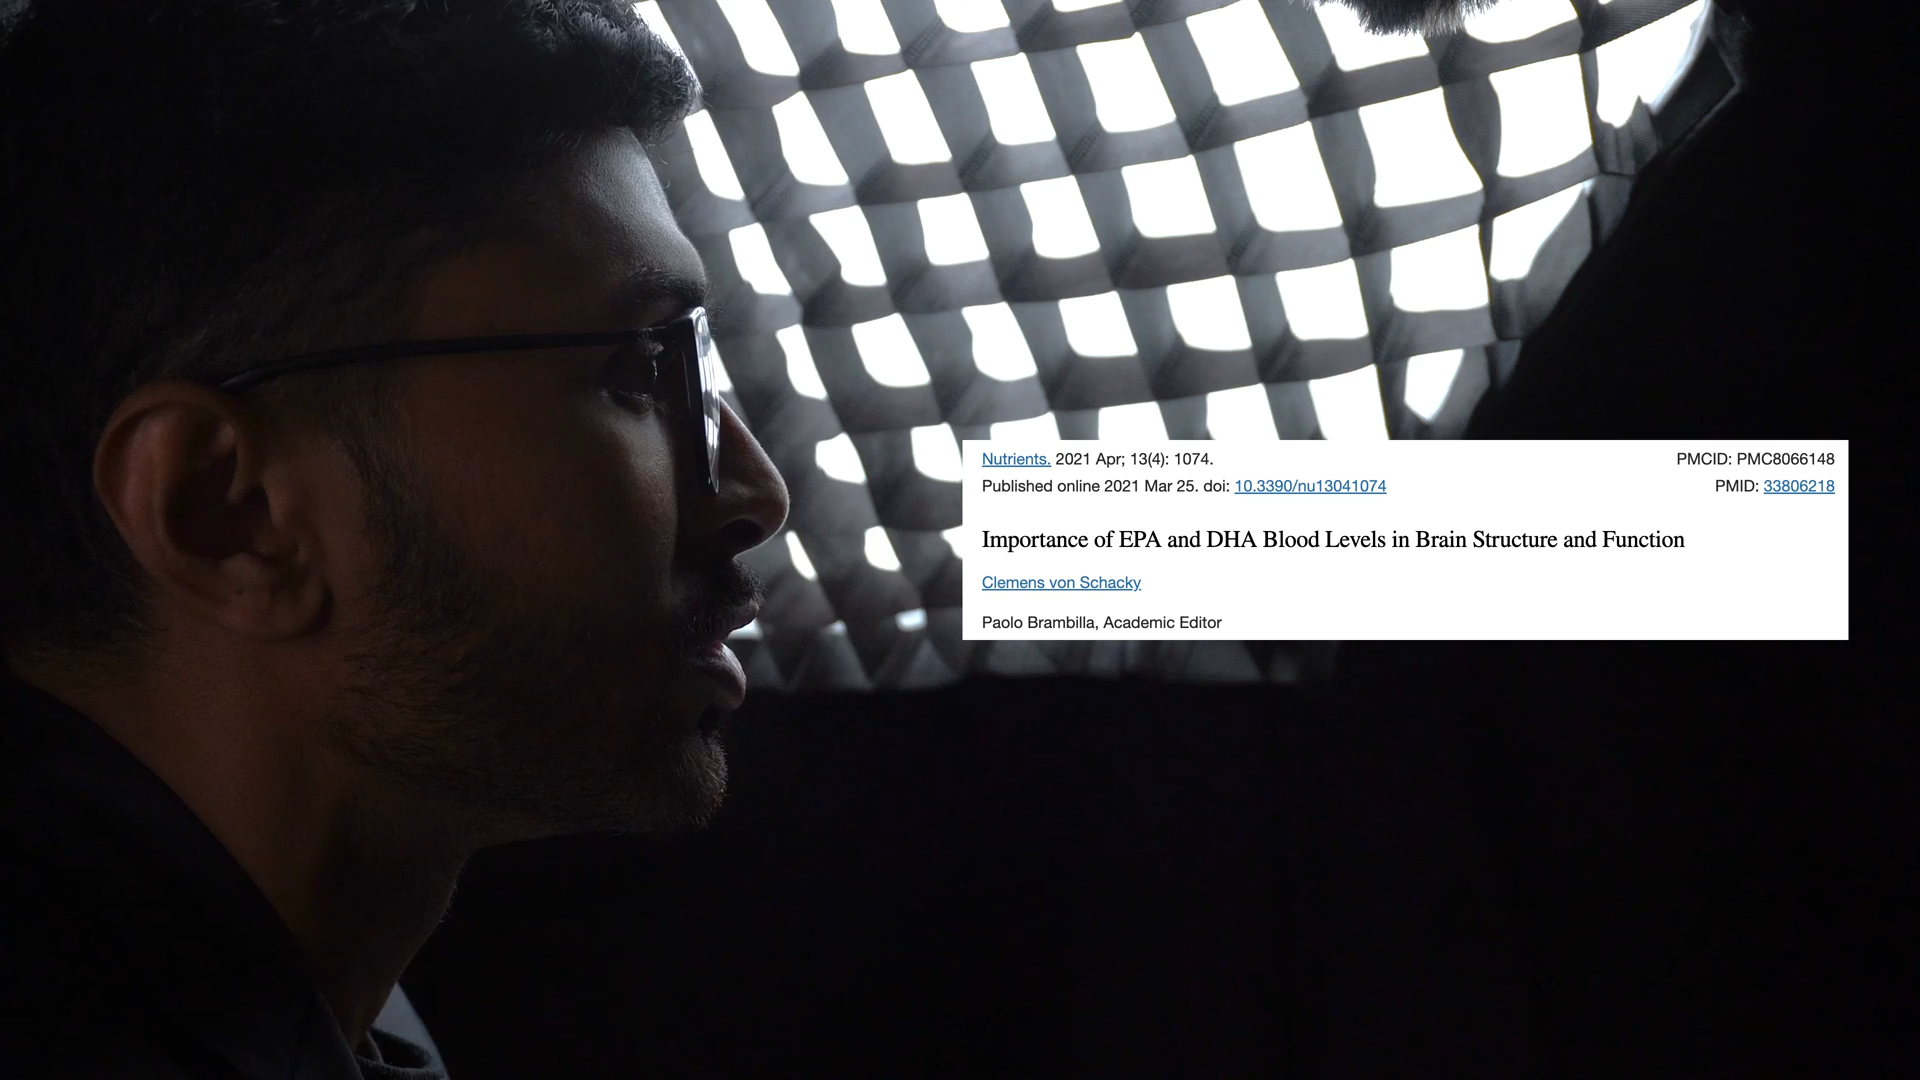 Nutrients. 2021 Apr; 13(4): 1074. PMCID: PMC8066148
Published online 2021 Mar 25. doi: 10.3390/nu13041074 PMID: 33806218
Importance of EPA and DHA Blood Levels in Brain Structure and Function
Clemens von Schacky
Paolo Brambilla, Academic Editor